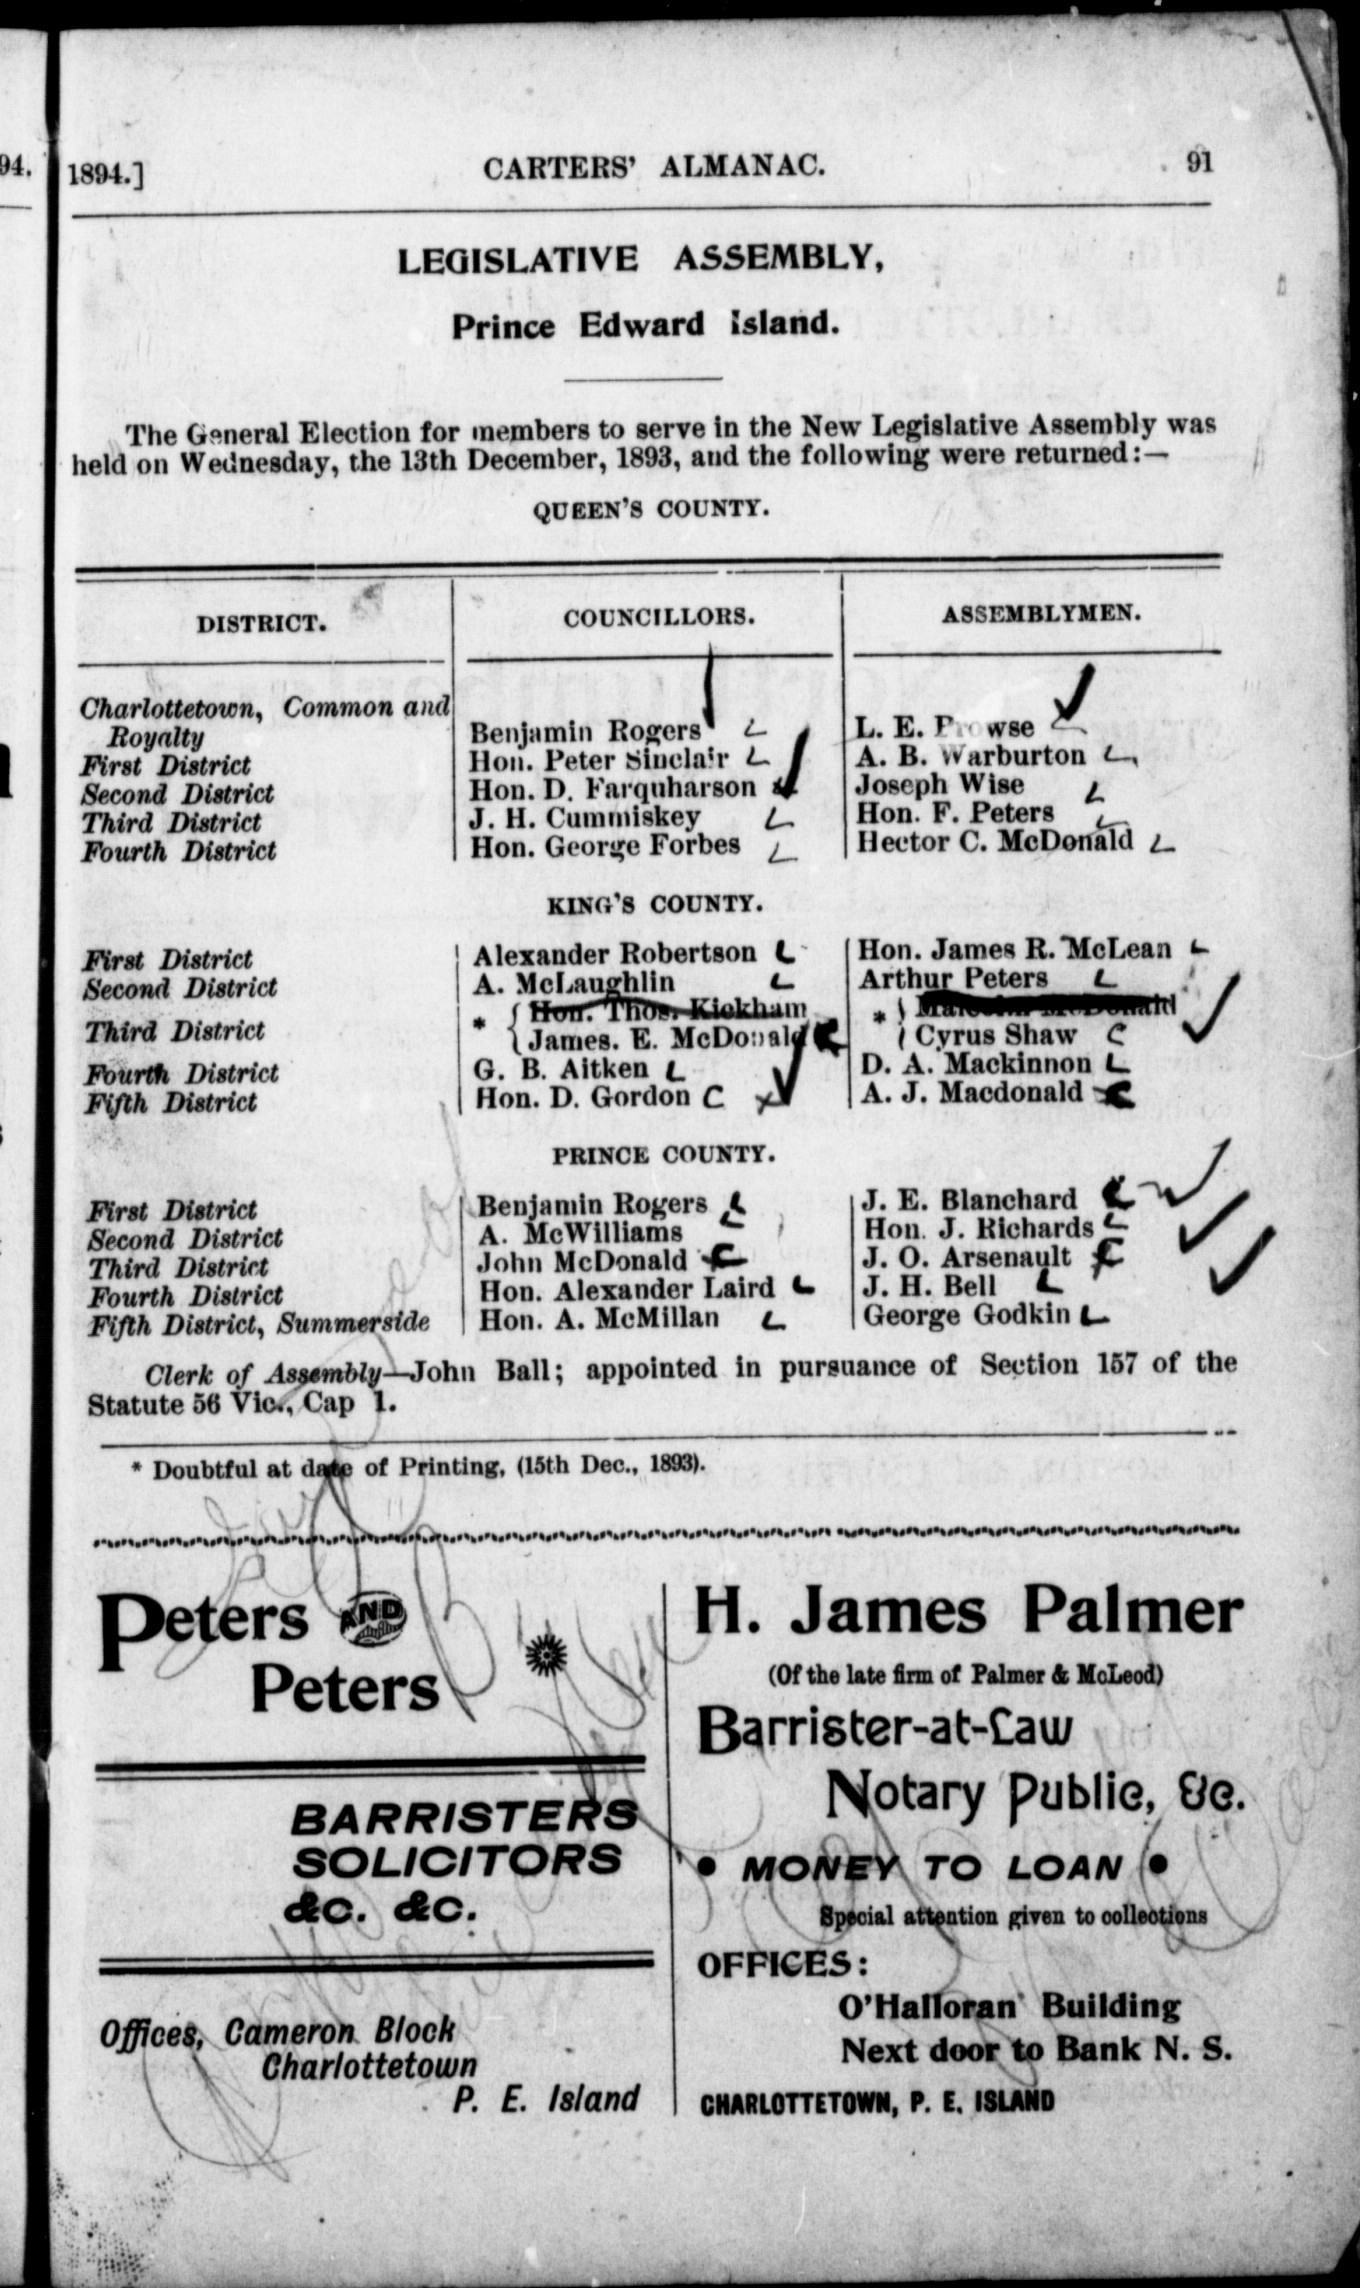 94.
1894.] CARTERS' ALMANAC. 91
LEGISLATIVE ASSEMBLY,
Prince Edward Island.
The General Election for members to serve in the New Legislative Assembly was
held on Wednesday, the 13th December, 1893, and the following were returned:—
QUEEN'S COUNTY.
DISTRICT. COUNCILLORS. ASSEMBLYMEN.
Charlottetown, Common and
Royalty Benjamin Rogers L L. E. Prowse L
First District Hon. Peter Sinclair L A. B. Warburton L
Second District Hon. D. Farquharson Joseph Wise L
Third District J. H. Cummiskey L Hon. F. Peters L
Fourth District Hon. George Forbes L Hector C. McDonald L
KING'S COUNTY.
First District Alexander Robertson L Hon. James R. McLean L
Second District A. McLaughlin L Arthur Peters L
* { Hon. Thos. Kickham * } Malcolm McDonald
Third District { James. E. McDonald C { Cyrus Shaw C
Fourth District G. B. Aitken L D. A. Mackinnon L
Fifth District Hon. D. Gordon C A. J. Macdonald C
PRINCE COUNTY.
First District Benjamin Rogers L J. E. Blanchard C
Second District A. McWilliams L Hon. J. Richards L
Third District John McDonald C J. O. Arsenault C
Fourth District Hon. Alexander Laird L J. H. Bell L
Fifth District, Summerside Hon. A. McMillan L George Godkin L
Clerk of Assembly—John Ball; appointed in pursuance of Section 157 of the
Statute 56 Vic., Cap 1.
* Doubtful at date of Printing, (15th Dec., 1893).
Peters AND
Peters
BARRISTERS
SOLICITORS
&C. &C.
Offices, Cameron Block
Charlottetown
P. E. Island
H. James Palmer
(Of the late firm of Palmer & McLeod)
Barrister-at-Law
Notary Public, &c.
• MONEY TO LOAN •
Special attention given to collections
OFFICES:
O'Halloran Building
Next door to Bank N. S.
CHARLOTTETOWN, P. E. ISLAND